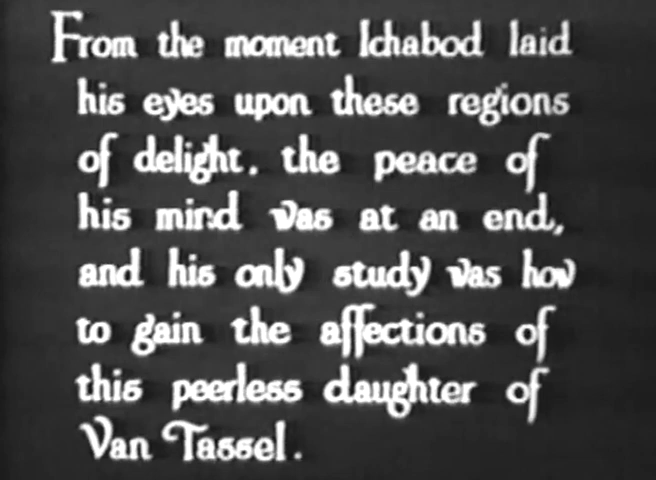 From the moment Ichabod laid
his eyes upon these regions
of delight, the peace of
his mind was at an end,
and his only study was how
to gain the affections of
this peerless daughter of
Van Tassel.